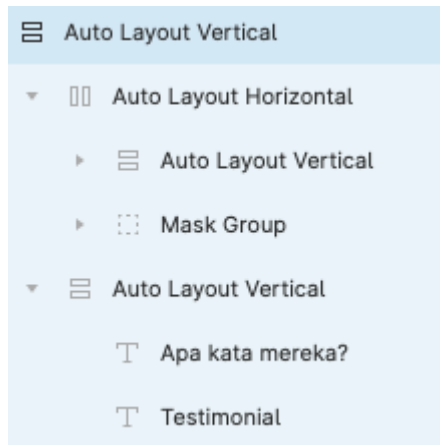 Auto Layout Vertical
Auto Layout Horizontal
Auto Layout Vertical
Mask Group
Auto Layout Vertical
Apa kata mereka?
Testimonial